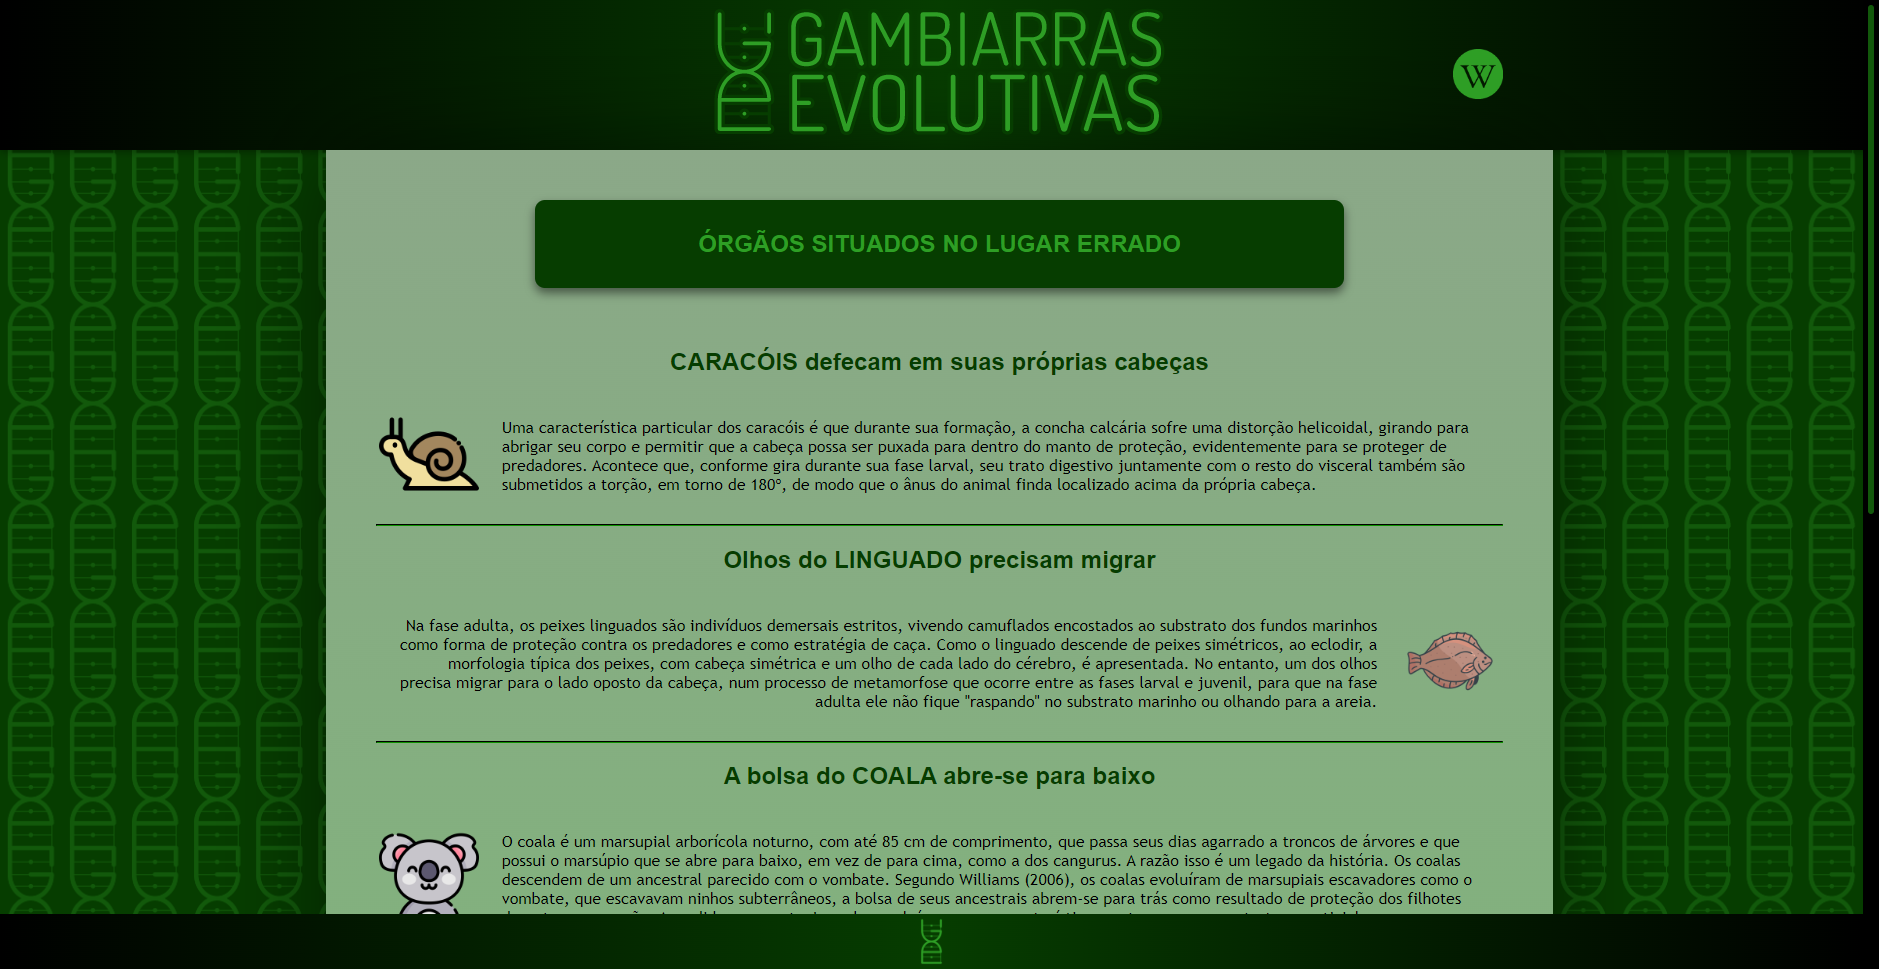 GAMBIARRAS
EVOLUTIVAS
W
ÓRGÃOS SITUADOS NO LUGAR ERRADO
CARACÓIS defecam em suas próprias cabeças
Uma característica particular dos caracóis é que durante sua formação, a concha calcária sofre uma distorção helicoidal, girando para
abrigar seu corpo e permitir que a cabeça possa ser puxada para dentro do manto de proteção, evidentemente para se proteger de
predadores. Acontece que, conforme gira durante sua fase larval, seu trato digestivo juntamente com o resto do visceral também são
submetidos a torção, em torno de 180°, de modo que o ânus do animal finda localizado acima da própria cabeça.
Olhos do LINGUADO precisam migrar
Na fase adulta, os peixes linguados são indivíduos demersais estritos, vivendo camuflados encostados ao substrato dos fundos marinhos
como forma de proteção contra os predadores e como estratégia de caça. Como o linguado descende de peixes simétricos, ao eclodir, a
morfologia típica dos peixes, com cabeça simétrica e um olho de cada lado do cérebro, é apresentada. No entanto, um dos olhos
precisa migrar para o lado oposto da cabeça, num processo de metamorfose que ocorre entre as fases larval e juvenil, para que na fase
adulta ele não fique "raspando" no substrato marinho ou olhando para a areia.
A bolsa do COALA abre-se para baixo
O coala é um marsupial arborícola noturno, com até 85 cm de comprimento, que passa seus dias agarrado a troncos de árvores e que
possui o marsúpio que se abre para baixo, em vez de para cima, como a dos cangurus. A razão isso é um legado da história. Os coalas
descendem de um ancestral parecido com o vombate. Segundo Williams (2006), os coalas evoluíram de marsupiais escavadores como o
vombate, que escavavam ninhos subterrâneos, a bolsa de seus ancestrais abrem-se para trás como resultado de proteção dos filhotes